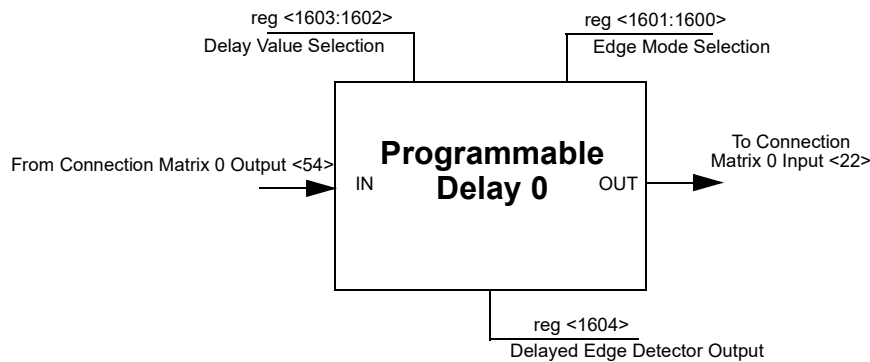 reg <1603:1602>
Delay Value Selection
reg <1601:1600>
Edge Mode Selection
From Connection Matrix 0 Output <54>
IN
Programmable
Delay 0
OUT
To Connection
Matrix 0 Input <22>
reg <1604>
Delayed Edge Detector Output